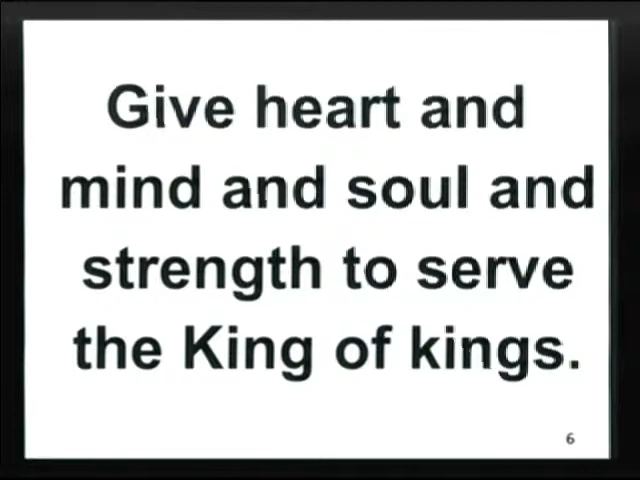 Give heart and
mind and soul and
strength to serve
the King of kings.
6